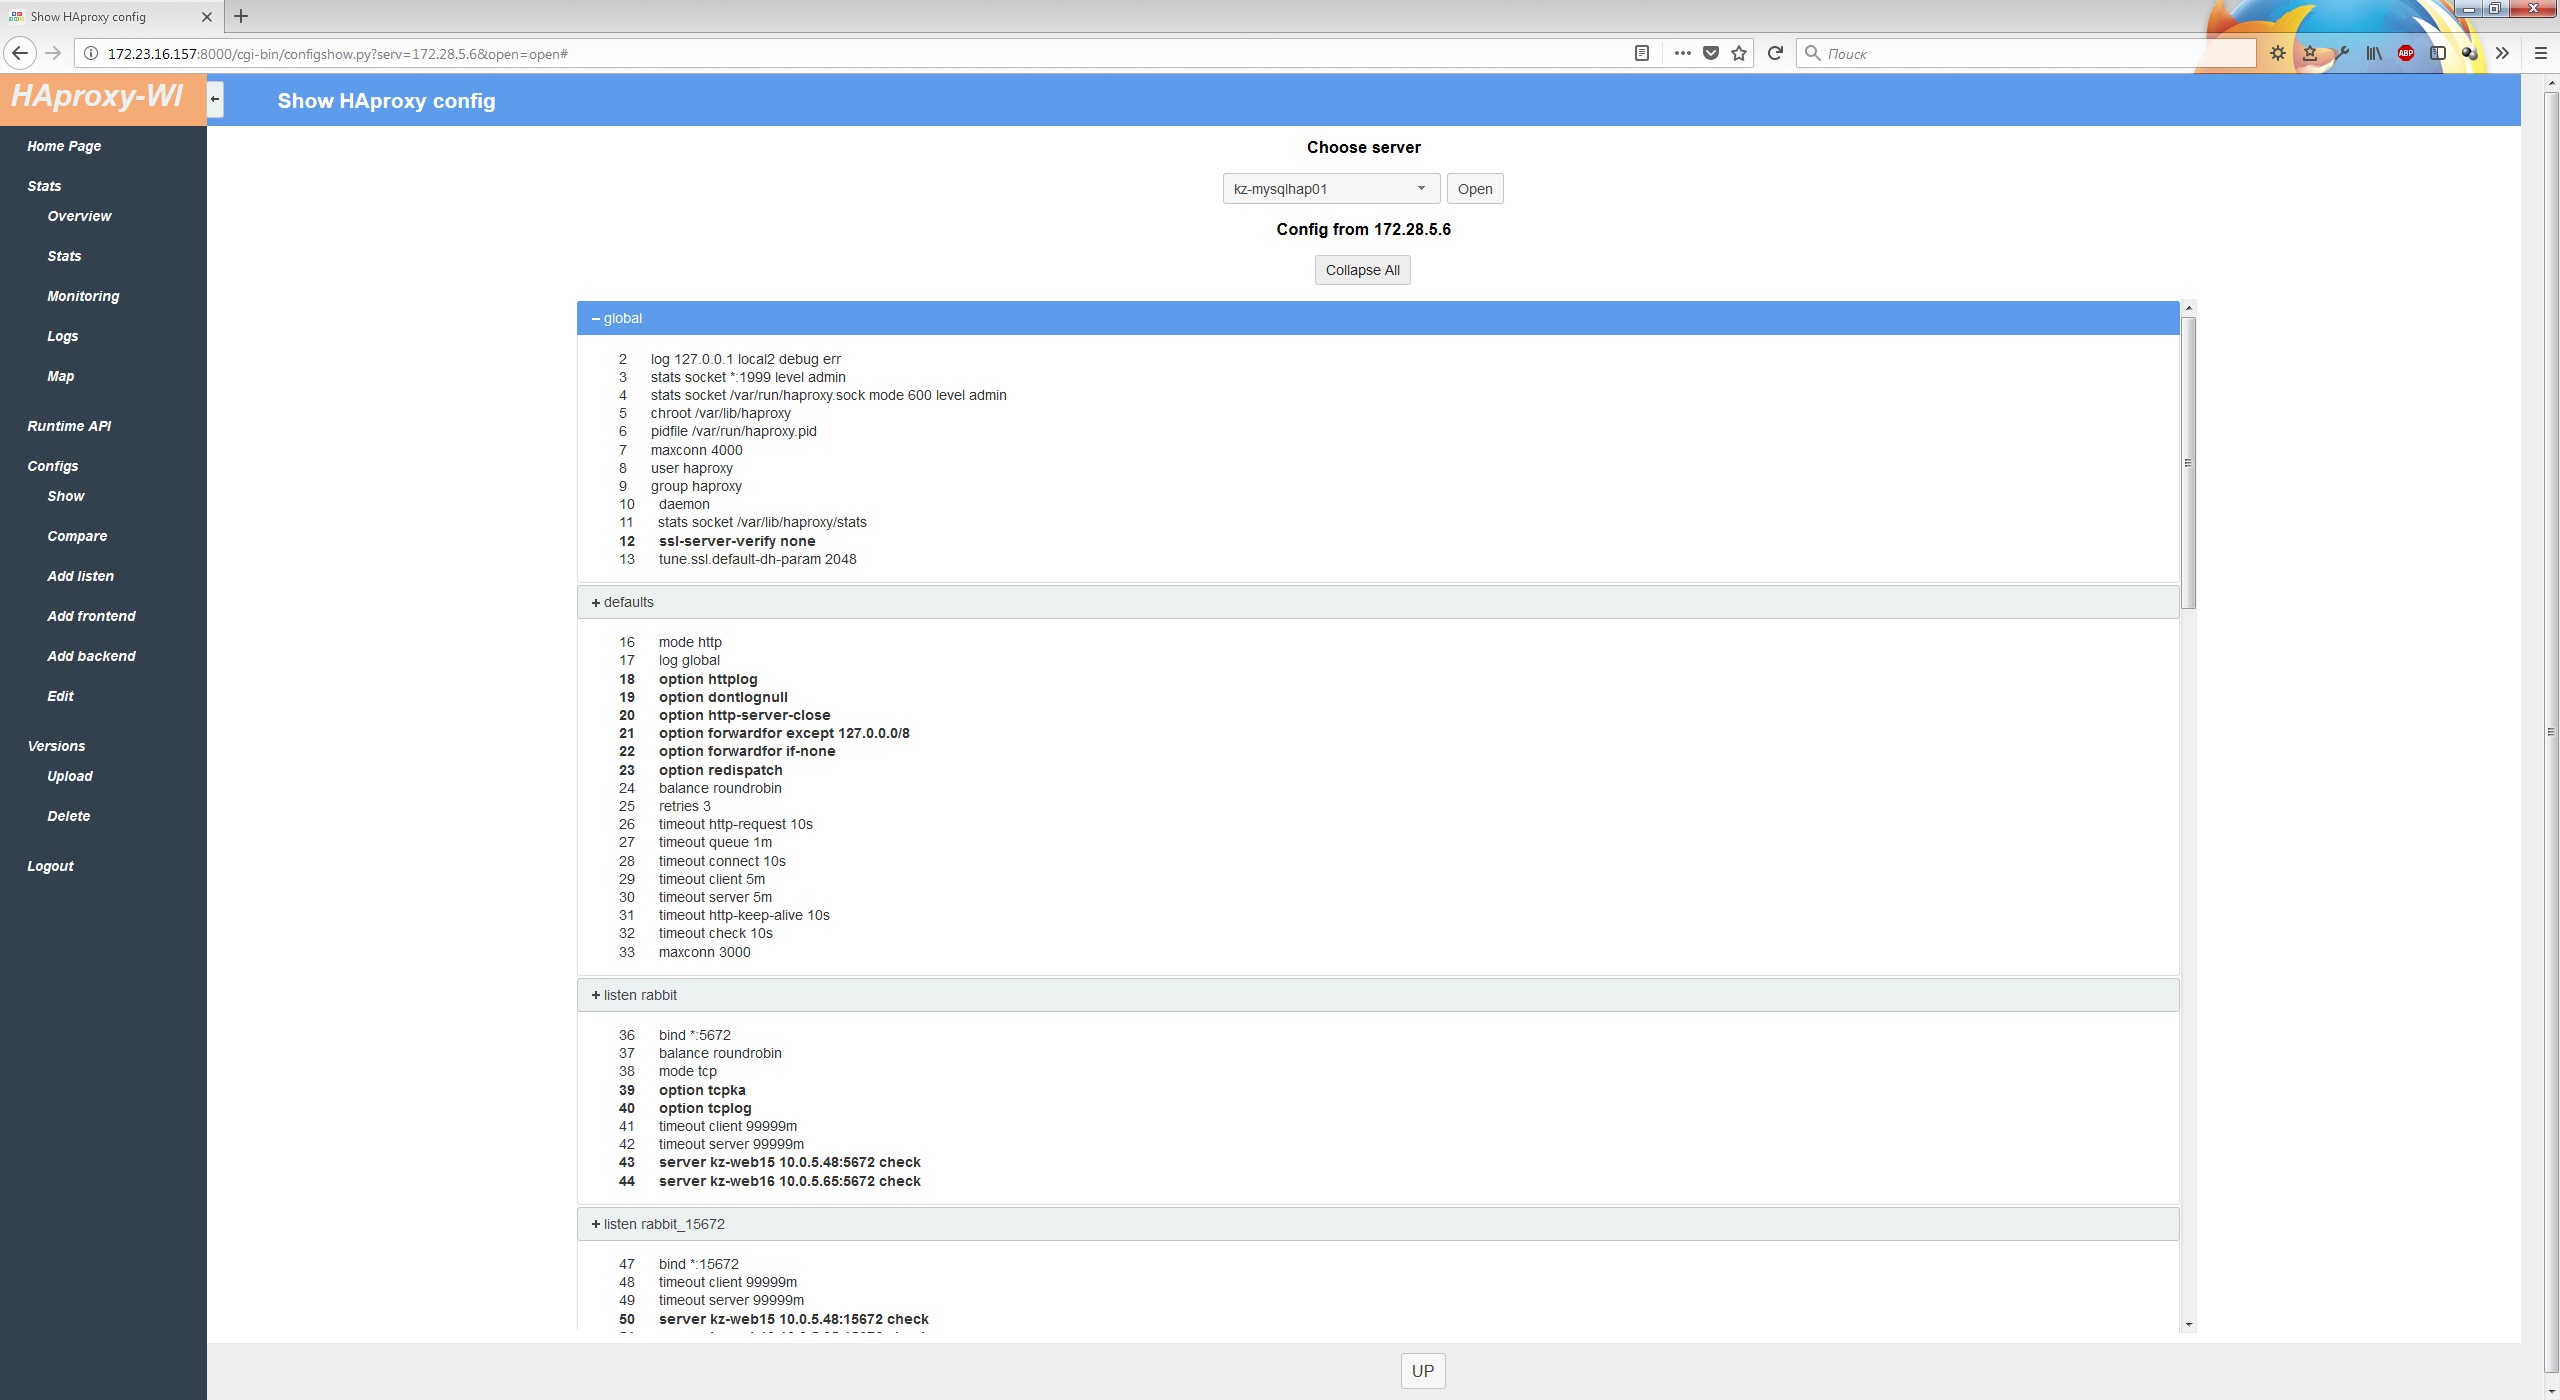 Show HAproxy config
172.23.16.157:8000/cgi-bin/configshow.py?serv=172.28.5.6&open=open#
Поиск
ABP
HAproxy-WI
Show HAproxy config
Home Page
Stats
Overview
Stats
Monitoring
Logs
Map
Runtime API
Configs
Show
Compare
Add listen
Add frontend
Add backend
Edit
Versions
Upload
Delete
Logout
Choose server
kz-mysqlhap01
Open
Config from 172.28.5.6
Collapse All
global
2 log 127.0.0.1 local2 debug err
3 stats socket *:1999 level admin
4 stats socket /var/run/haproxy.sock mode 600 level admin
5 chroot /var/lib/haproxy
6 pidfile /var/run/haproxy.pid
7 maxconn 4000
8 user haproxy
9 group haproxy
10 daemon
11 stats socket /var/lib/haproxy/stats
12 ssl-server-verify none
13 tune.ssl.default-dh-param 2048
defaults
16 mode http
17 log global
18 option httplog
19 option dontlognull
20 option http-server-close
21 option forwardfor except 127.0.0.0/8
22 option forwardfor if-none
23 option redispatch
24 balance roundrobin
25 retries 3
26 timeout http-request 10s
27 timeout queue 1m
28 timeout connect 10s
29 timeout client 5m
30 timeout server 5m
31 timeout http-keep-alive 10s
32 timeout check 10s
33 maxconn 3000
listen rabbit
36 bind *:5672
37 balance roundrobin
38 mode tcp
39 option tcpka
40 option tcplog
41 timeout client 99999m
42 timeout server 99999m
43 server kz-web15 10.0.5.48:5672 check
44 server kz-web16 10.0.5.65:5672 check
listen rabbit_15672
47 bind *:15672
48 timeout client 99999m
49 timeout server 99999m
50 server kz-web15 10.0.5.48:15672 check
UP